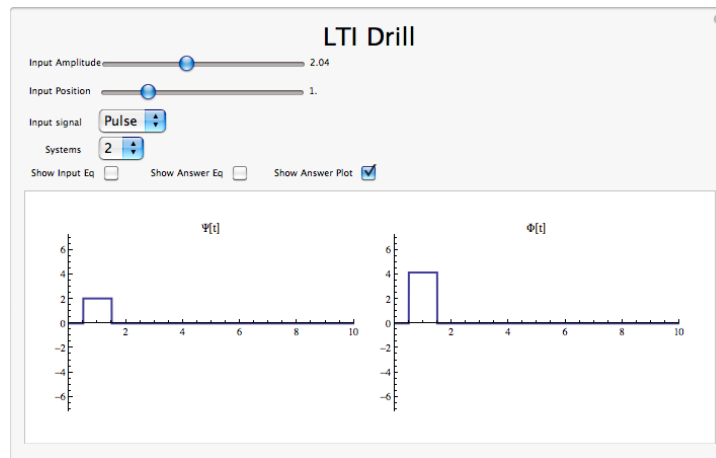 LTI Drill
Input Amplitude 2.04
Input Position 1.
Input signal Pulse
Systems 2
Show Input Eq Show Answer Eq Show Answer Plot
Ψ[t] Φ[t]
6 6
4 4
2 2
0 2 4 6 8 10 0 2 4 6 8 10
−2 −2
−4 −4
−6 −6